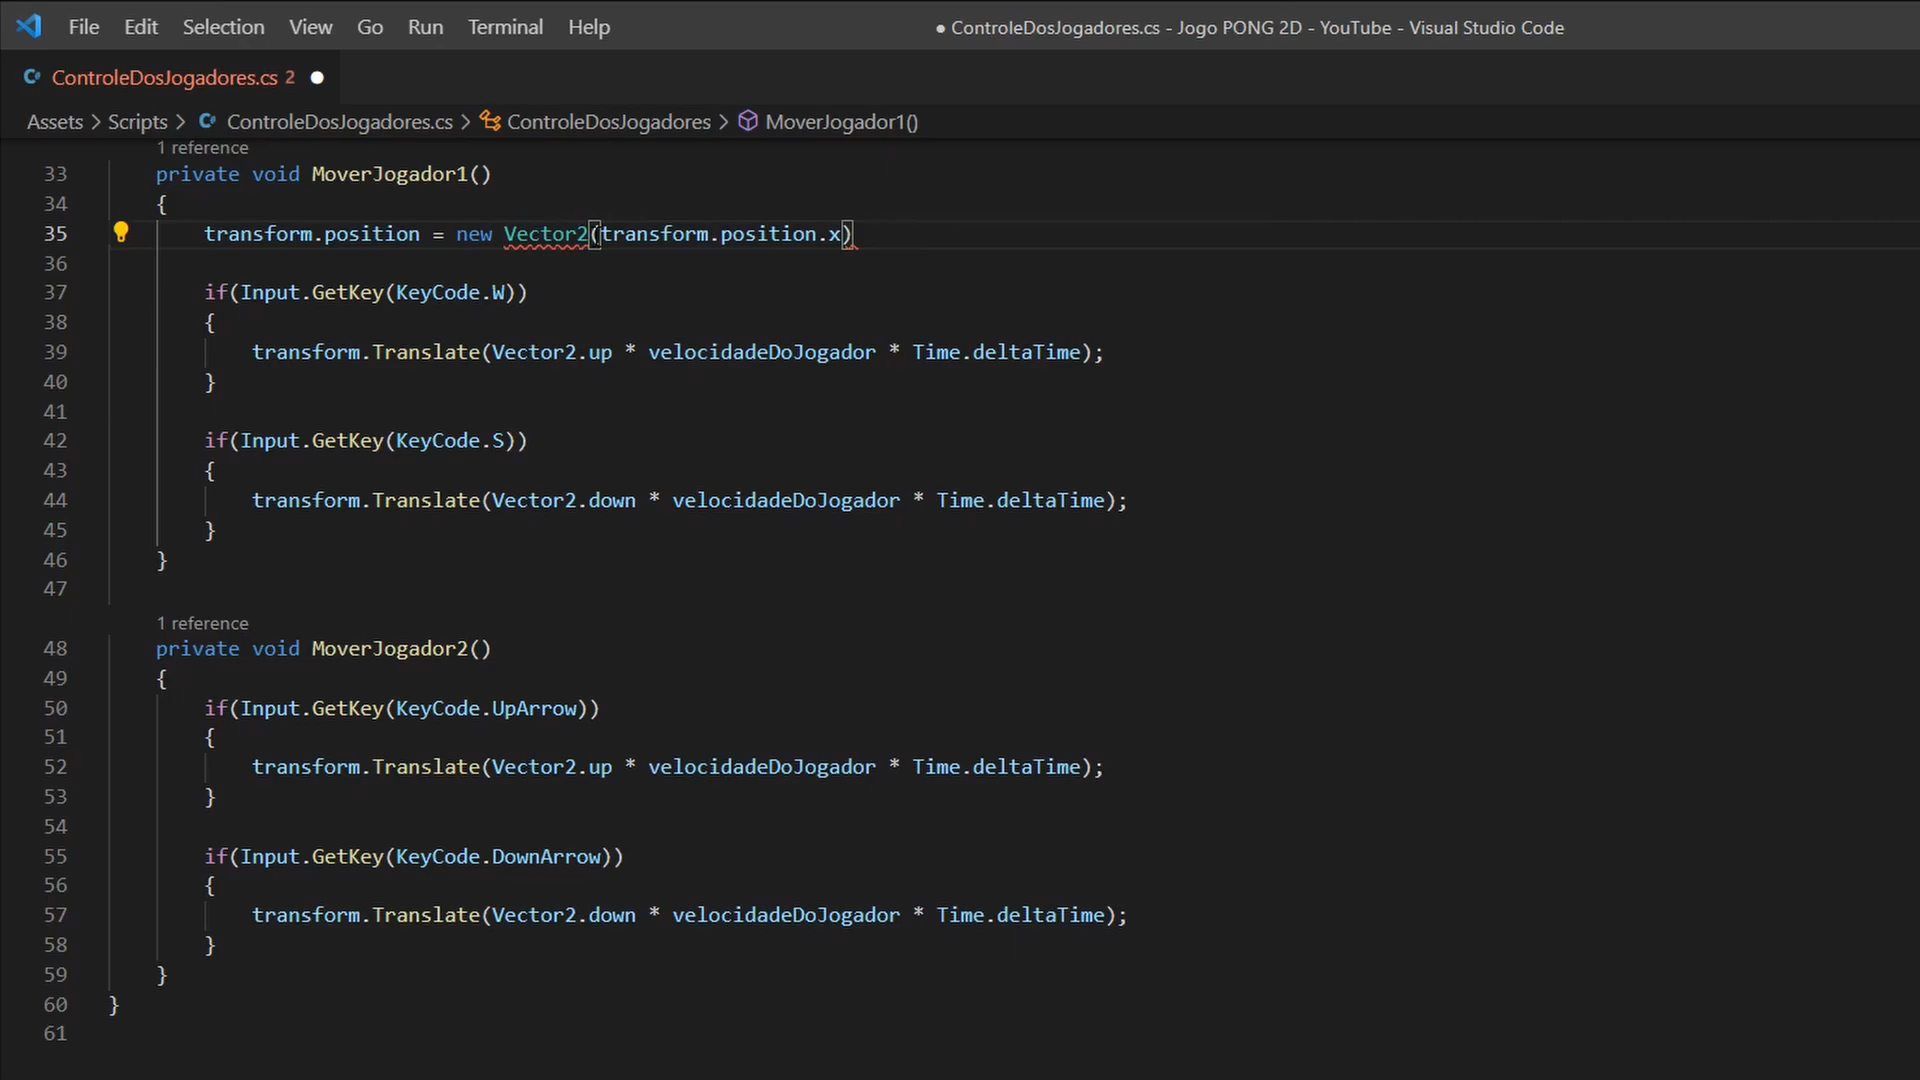 File Edit Selection View Go Run Terminal Help ● ControleDosJogadores.cs - Jogo PONG 2D - YouTube - Visual Studio Code
ControleDosJogadores.cs 2 ●
Assets > Scripts > ControleDosJogadores.cs > ControleDosJogadores > MoverJogador1()
1 reference
33 private void MoverJogador1()
34 {
35 transform.position = new Vector2(transform.position.x)
36
37 if(Input.GetKey(KeyCode.W))
38 {
39 transform.Translate(Vector2.up * velocidadeDoJogador * Time.deltaTime);
40 }
41
42 if(Input.GetKey(KeyCode.S))
43 {
44 transform.Translate(Vector2.down * velocidadeDoJogador * Time.deltaTime);
45 }
46 }
47
1 reference
48 private void MoverJogador2()
49 {
50 if(Input.GetKey(KeyCode.UpArrow))
51 {
52 transform.Translate(Vector2.up * velocidadeDoJogador * Time.deltaTime);
53 }
54
55 if(Input.GetKey(KeyCode.DownArrow))
56 {
57 transform.Translate(Vector2.down * velocidadeDoJogador * Time.deltaTime);
58 }
59 }
60 }
61